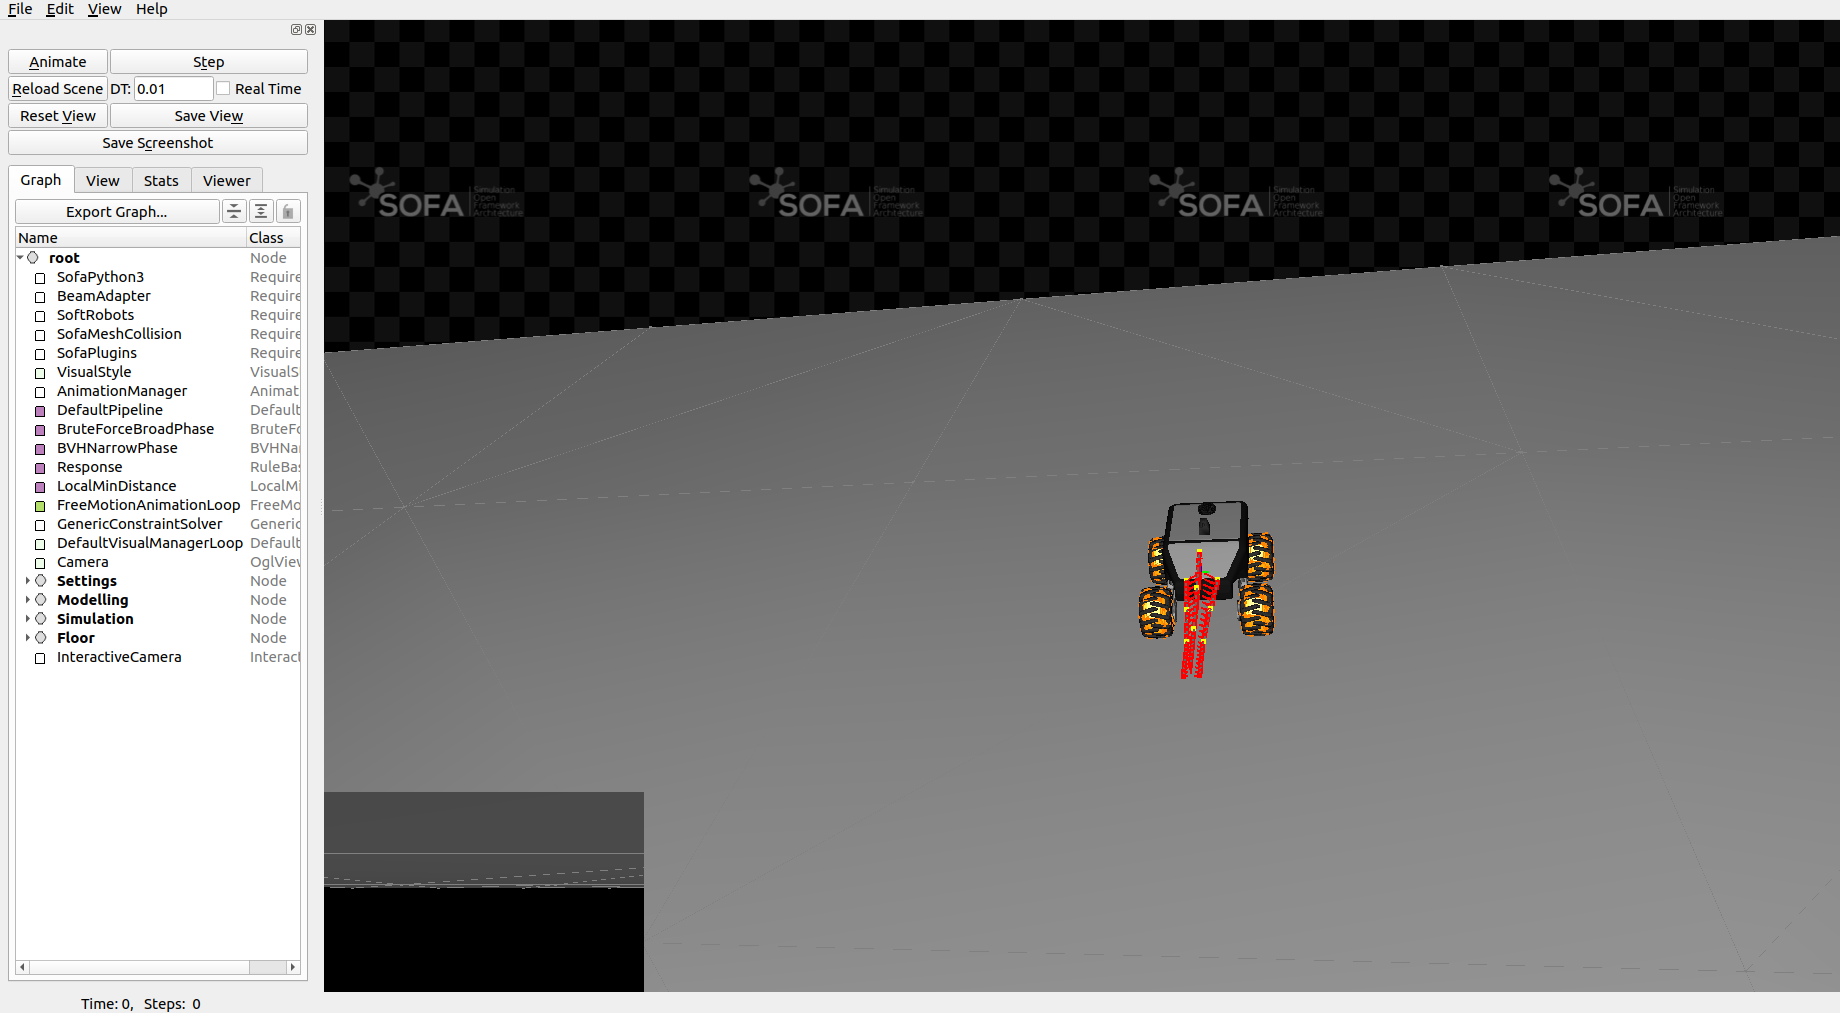 File Edit View Help
Animate Step
Reload Scene DT: 0.01 Real Time
Reset View Save View
Save Screenshot
Graph View Stats Viewer
Export Graph...
Name Class
root Node
SofaPython3 Require
BeamAdapter Require
SoftRobots Require
SofaMeshCollision Require
SofaPlugins Require
VisualStyle VisualS
AnimationManager Animat
DefaultPipeline Default
BruteForceBroadPhase BruteFo
BVHNarrowPhase BVHNa
Response RuleBas
LocalMinDistance LocalMi
FreeMotionAnimationLoop FreeMo
GenericConstraintSolver Generic
DefaultVisualManagerLoop Default
Camera OglViev
Settings Node
Modelling Node
Simulation Node
Floor Node
InteractiveCamera Interact
Time: 0, Steps: 0
SOFA Simulation Open Framework Architecture
SOFA Simulation Open Framework Architecture
SOFA Simulation Open Framework Architecture
SOFA Simulation Open Framework Architecture